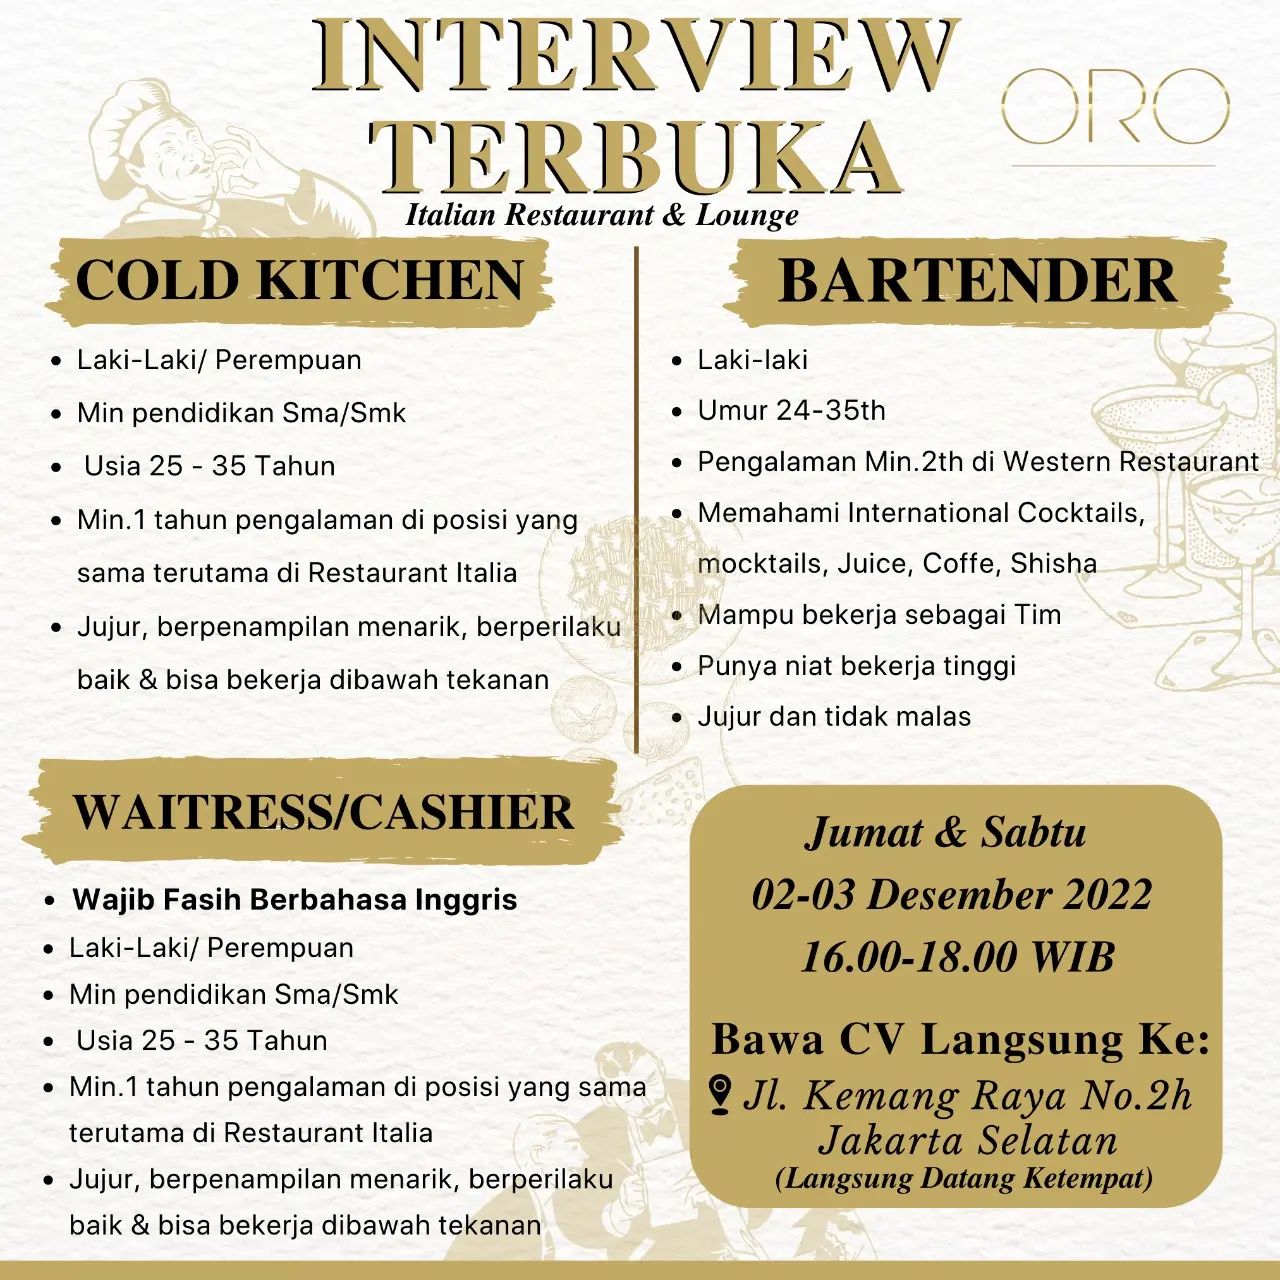 INTERVIEW
TERBUKA
Italian Restaurant & Lounge
ORO
COLD KITCHEN
• Laki-Laki/ Perempuan
• Min pendidikan Sma/Smk
• Usia 25 - 35 Tahun
• Min.1 tahun pengalaman di posisi yang
sama terutama di Restaurant Italia
• Jujur, berpenampilan menarik, berperilaku
baik & bisa bekerja dibawah tekanan
BARTENDER
• Laki-laki
• Umur 24-35th
• Pengalaman Min.2th di Western Restaurant
• Memahami International Cocktails,
mocktails, Juice, Coffe, Shisha
• Mampu bekerja sebagai Tim
• Punya niat bekerja tinggi
• Jujur dan tidak malas
WAITRESS/CASHIER
• Wajib Fasih Berbahasa Inggris
• Laki-Laki/ Perempuan
• Min pendidikan Sma/Smk
• Usia 25 - 35 Tahun
• Min.1 tahun pengalaman di posisi yang sama
terutama di Restaurant Italia
• Jujur, berpenampilan menarik, berperilaku
baik & bisa bekerja dibawah tekanan
Jumat & Sabtu
02-03 Desember 2022
16.00-18.00 WIB
Bawa CV Langsung Ke:
Jl. Kemang Raya No.2h
Jakarta Selatan
(Langsung Datang Ketempat)